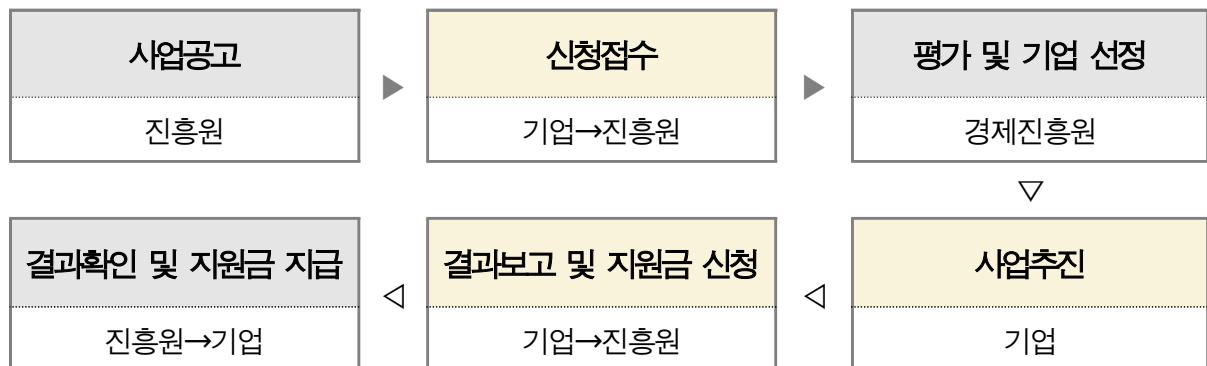 사업공고
진흥원
▶
신청접수
기업→진흥원
▶
평가 및 기업 선정
경제진흥원
▽
사업추진
기업
◁
결과보고 및 지원금 신청
기업→진흥원
◁
결과확인 및 지원금 지급
진흥원→기업